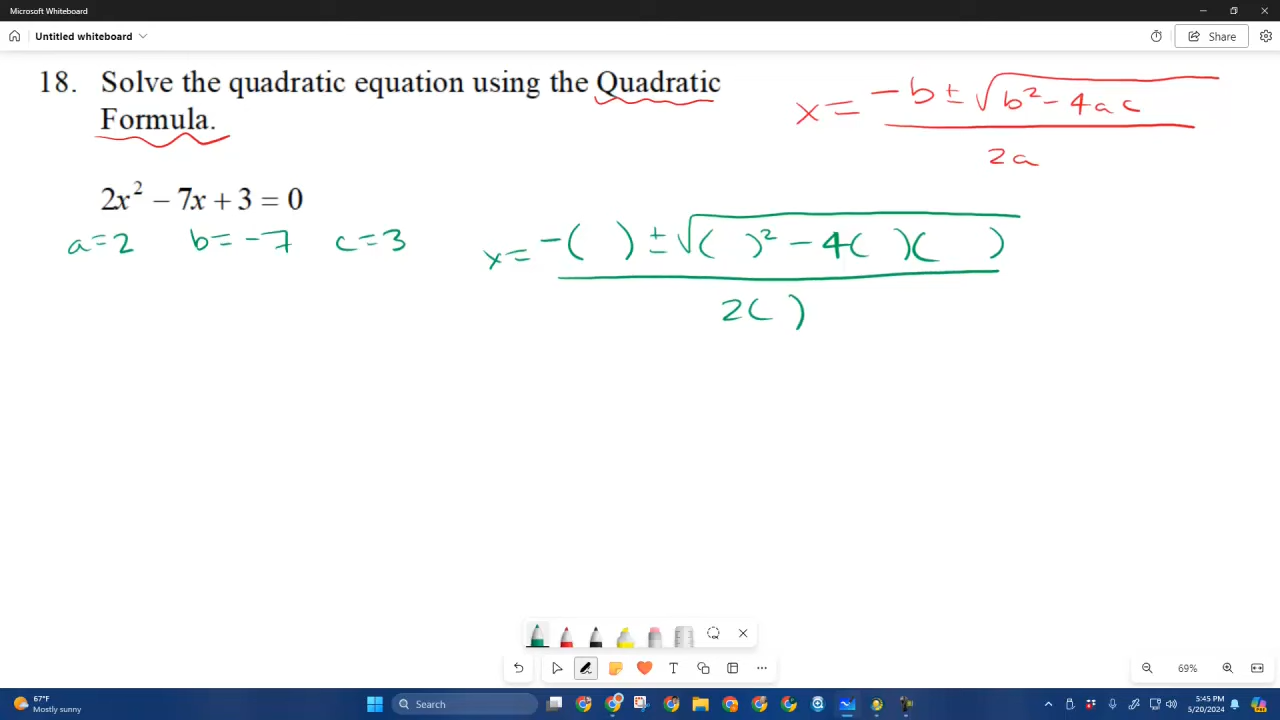 Microsoft Whiteboard
Untitled whiteboard
Share
18. Solve the quadratic equation using the Quadratic
Formula.
x = -b ± √b² - 4ac
2a
2x² − 7x + 3 = 0
a = 2 b = -7 c = 3
x = -( ) ± √( )² - 4( )( )
2( )
69%
67°F
Mostly sunny
Search
5:45 PM
5/20/2024